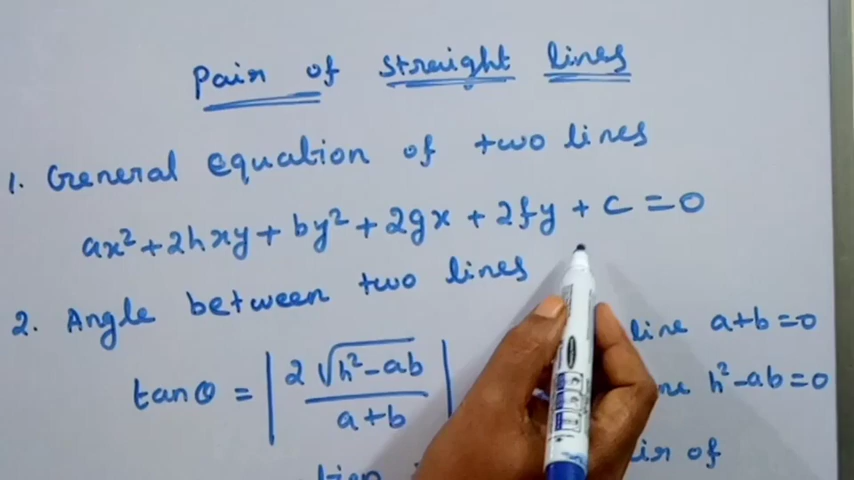 Pair of straight lines
1. General equation of two lines
ax² + 2hxy + by² + 2gx + 2fy + c = 0
2. Angle between two lines
line a+b=0
tanθ = | 2 √(h²-ab) / (a+b) |
h²-ab=0
of